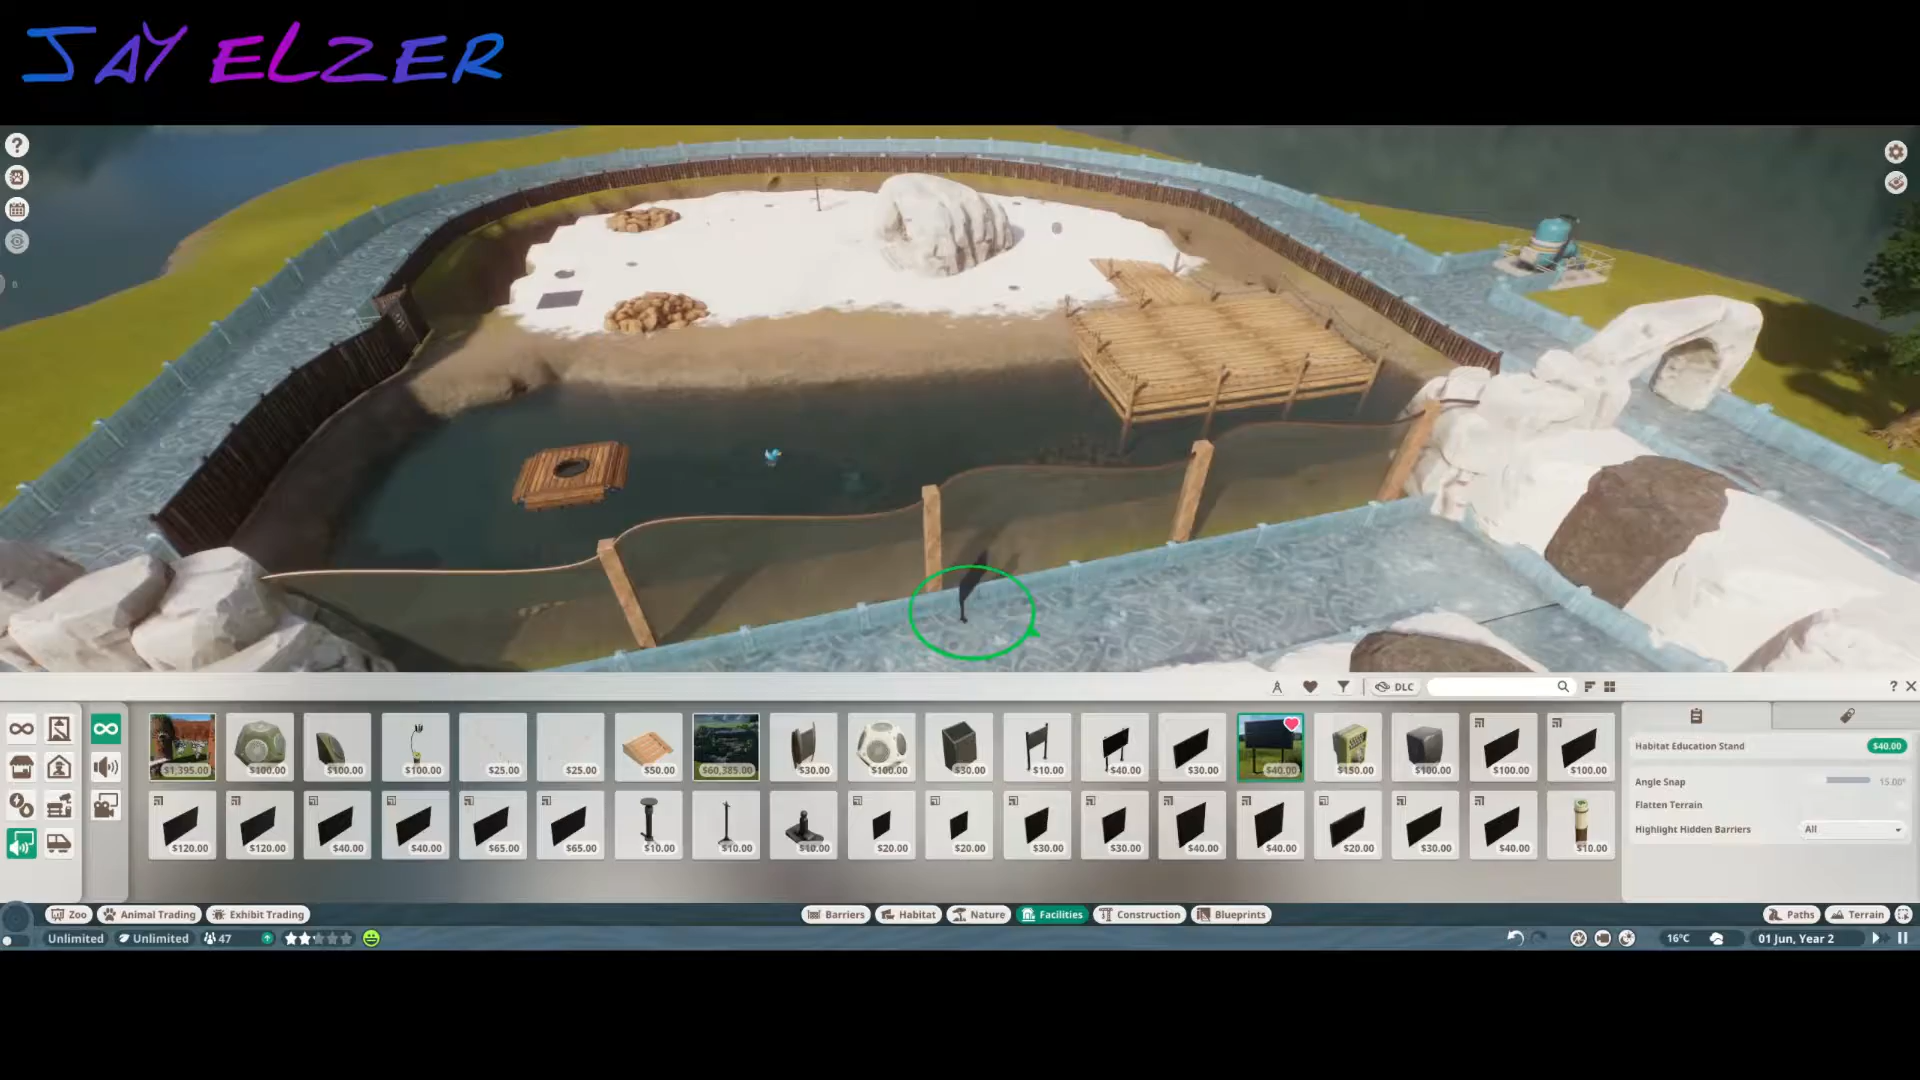 JAY ELZER
DLC
$1,395.00 $100.00 $100.00 $100.00 $25.00 $25.00 $50.00 $60,385.00 $30.00 $100.00 $30.00 $10.00 $40.00 $30.00 $40.00 $150.00 $100.00 $100.00 $100.00
$120.00 $120.00 $40.00 $40.00 $65.00 $65.00 $10.00 $10.00 $10.00 $20.00 $20.00 $30.00 $30.00 $40.00 $40.00 $20.00 $30.00 $40.00 $10.00
Habitat Education Stand $40.00
Angle Snap 15.00°
Flatten Terrain
Highlight Hidden Barriers All
Zoo Animal Trading Exhibit Trading Barriers Habitat Nature Facilities Construction Blueprints Paths Terrain
Unlimited Unlimited 47 16°C 01 Jun, Year 2